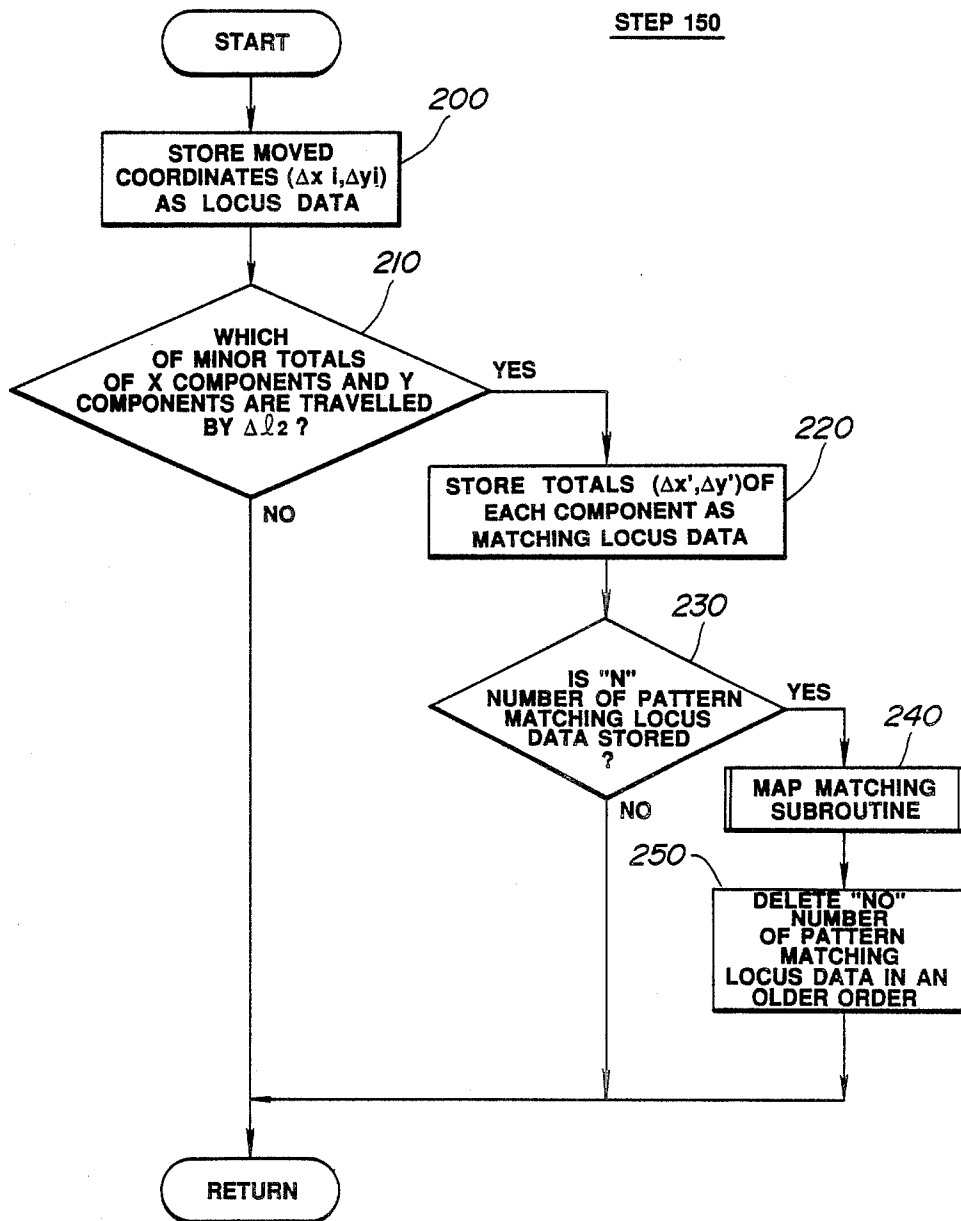 STEP 150
START
200
STORE MOVED
COORDINATES (Δx i,Δyi)
AS LOCUS DATA
210
WHICH
OF MINOR TOTALS
OF X COMPONENTS AND Y
COMPONENTS ARE TRAVELLED
BY Δℓ2 ?
YES
NO
220
STORE TOTALS (Δx',Δy')OF
EACH COMPONENT AS
MATCHING LOCUS DATA
230
IS "N"
NUMBER OF PATTERN
MATCHING LOCUS
DATA STORED
?
YES
NO
240
MAP MATCHING
SUBROUTINE
250
DELETE "NO"
NUMBER
OF PATTERN
MATCHING
LOCUS DATA IN AN
OLDER ORDER
RETURN